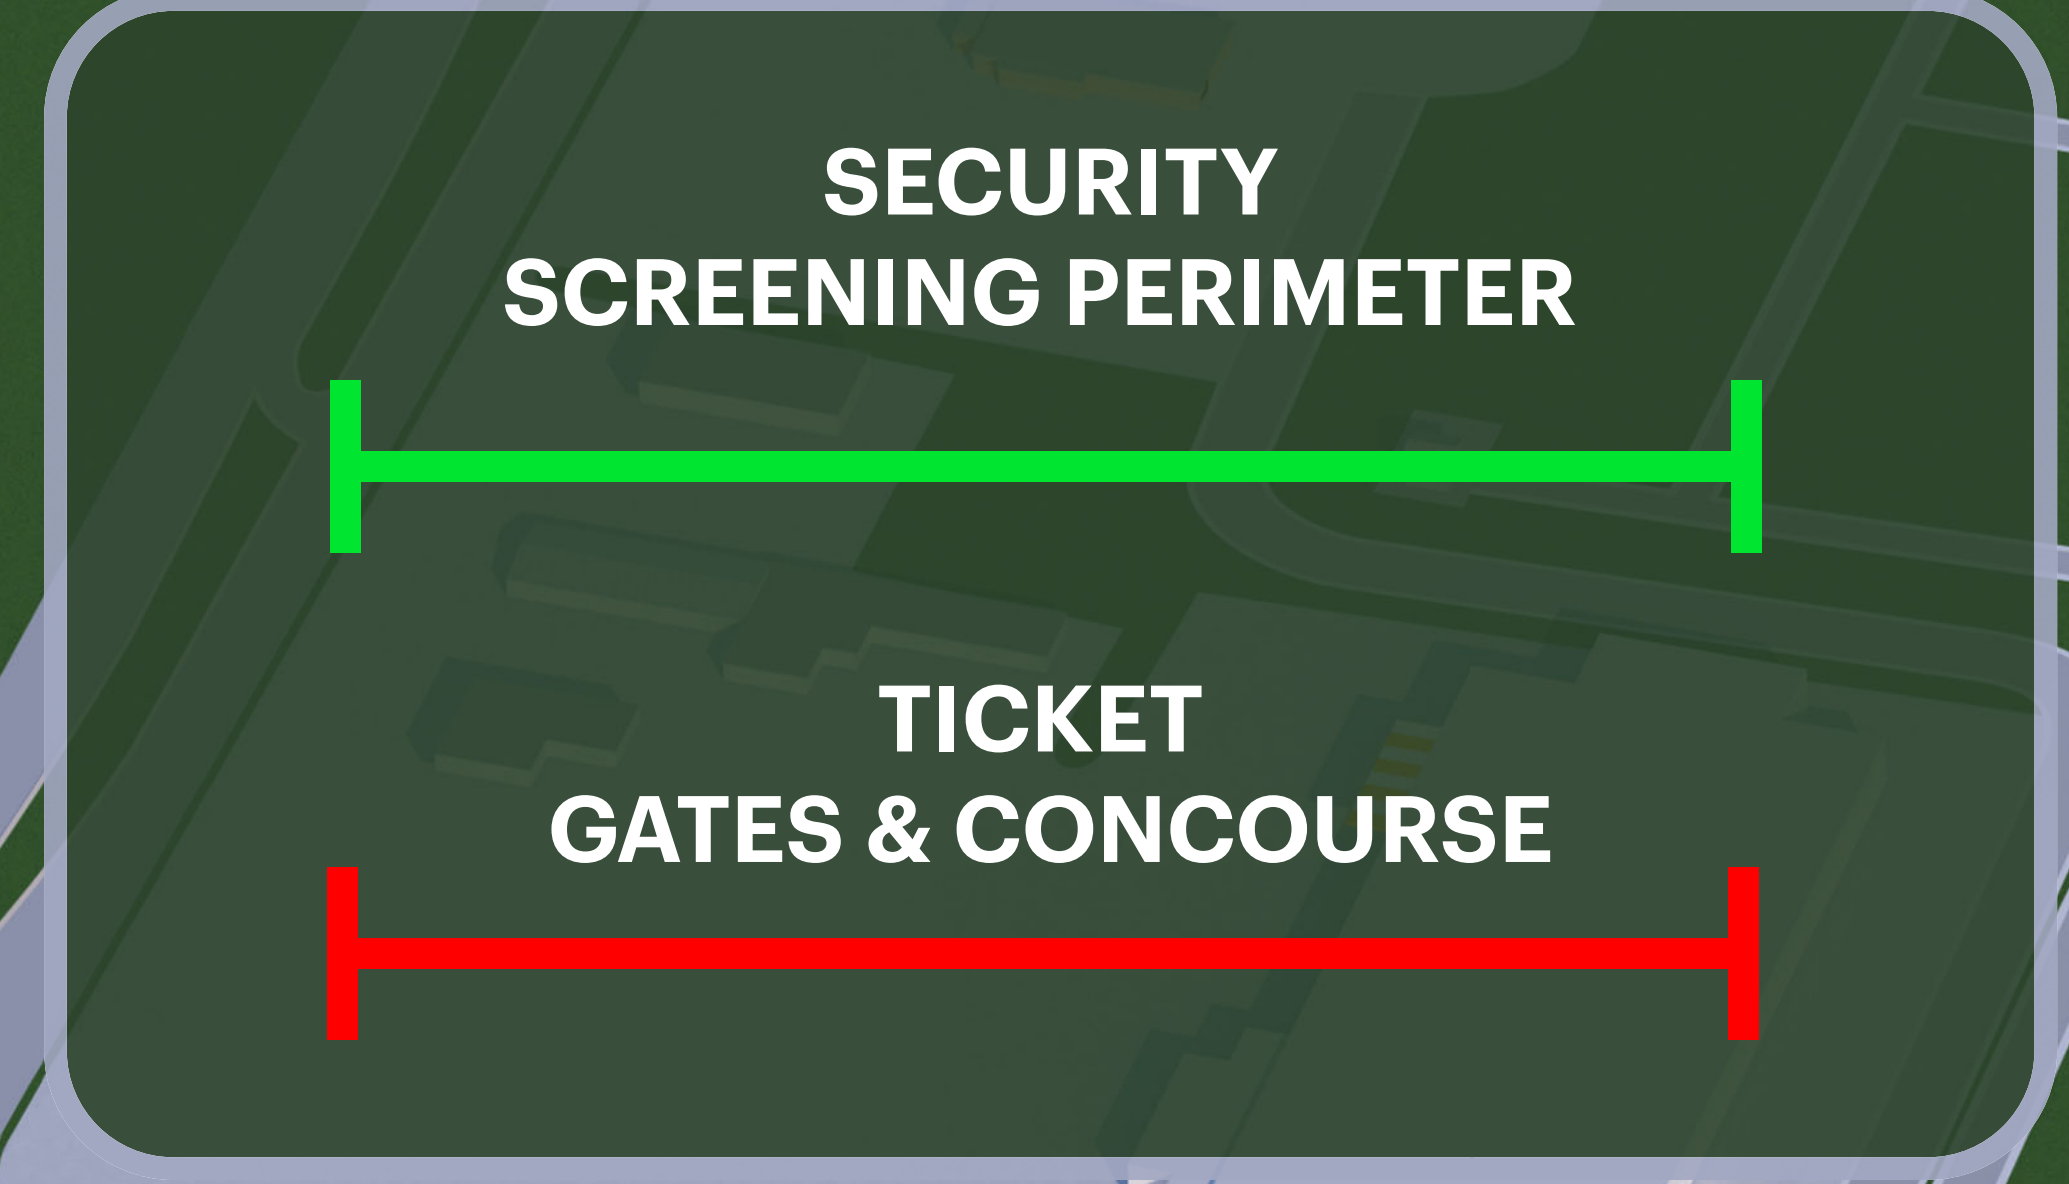 SECURITY
SCREENING PERIMETER
TICKET
GATES & CONCOURSE